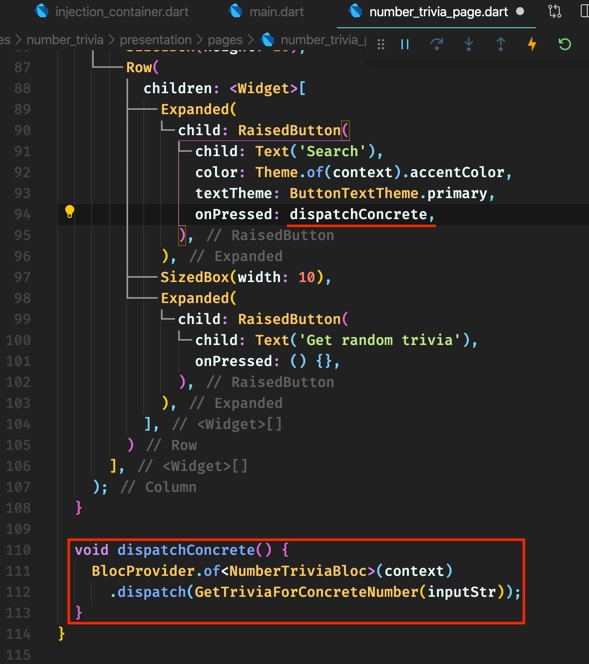 injection_container.dart main.dart number_trivia_page.dart
es > number_trivia > presentation > pages > number_trivia_
87 Row(
88 children: <Widget>[
89 Expanded(
90 child: RaisedButton(
91 child: Text('Search'),
92 color: Theme.of(context).accentColor,
93 textTheme: ButtonTextTheme.primary,
94 onPressed: dispatchConcrete,
95 ), // RaisedButton
96 ), // Expanded
97 SizedBox(width: 10),
98 Expanded(
99 child: RaisedButton(
100 child: Text('Get random trivia'),
101 onPressed: () {},
102 ), // RaisedButton
103 ), // Expanded
104 ], // <Widget>[]
105 ) // Row
106 ], // <Widget>[]
107 ); // Column
108 }
109
110 void dispatchConcrete() {
111 BlocProvider.of<NumberTriviaBloc>(context)
112 .dispatch(GetTriviaForConcreteNumber(inputStr));
113 }
114 }
115